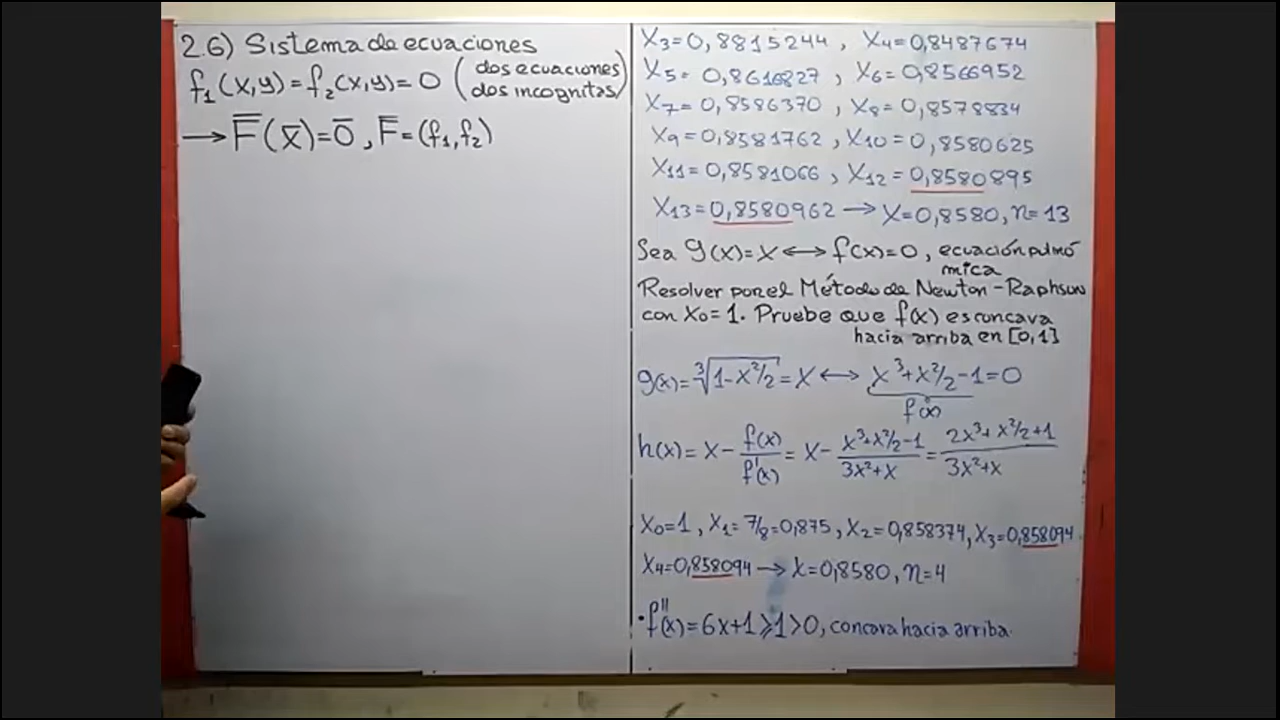 2.6) Sistema de ecuaciones
f₁(x,y)=f₂(x,y)=0 (dos ecuaciones
dos incognitas)
→ F̅(x̅)=0̅, F̅=(f₁,f₂)
X₃=0,8815244, X₄=0,8487674
X₅=0,8616827, X₆=0,8566952
X₇=0,8586370, X₈=0,8578834
X₉=0,8581762, X₁₀=0,8580625
X₁₁=0,8581066, X₁₂=0,8580895
X₁₃=0,8580962 → X=0,8580, n=13
Sea g(x)=x ↔ f(x)=0, ecuación pulnó
mica
Resolver por el Método de Newton-Raphson
con X₀=1. Pruebe que f(x) es concava
hacia arriba en [0,1]
g(x)=∛(1-x²/2)=x ↔ x³+x²/2-1=0
f(x)
h(x)=x-f(x)/f'(x)=x-(x³+x²/2-1)/(3x²+x)=(2x³+x²/2+1)/(3x²+x)
X₀=1, X₁=7/8=0,875, X₂=0,858374, X₃=0,858094
X₄=0,858094 → X=0,8580, n=4
• f''(x)=6x+1⩾1>0, concava hacia arriba.